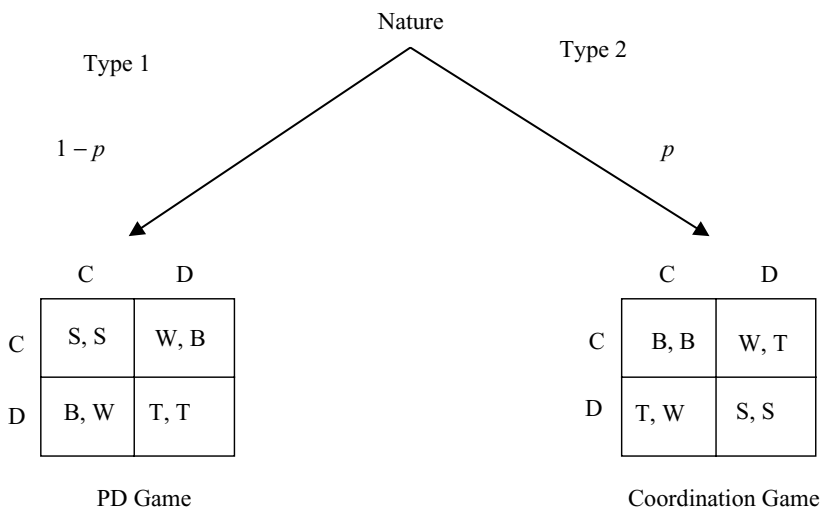 Nature
Type 1
Type 2
1 – p
p
C D
C S, S W, B
D B, W T, T
PD Game
C D
C B, B W, T
D T, W S, S
Coordination Game